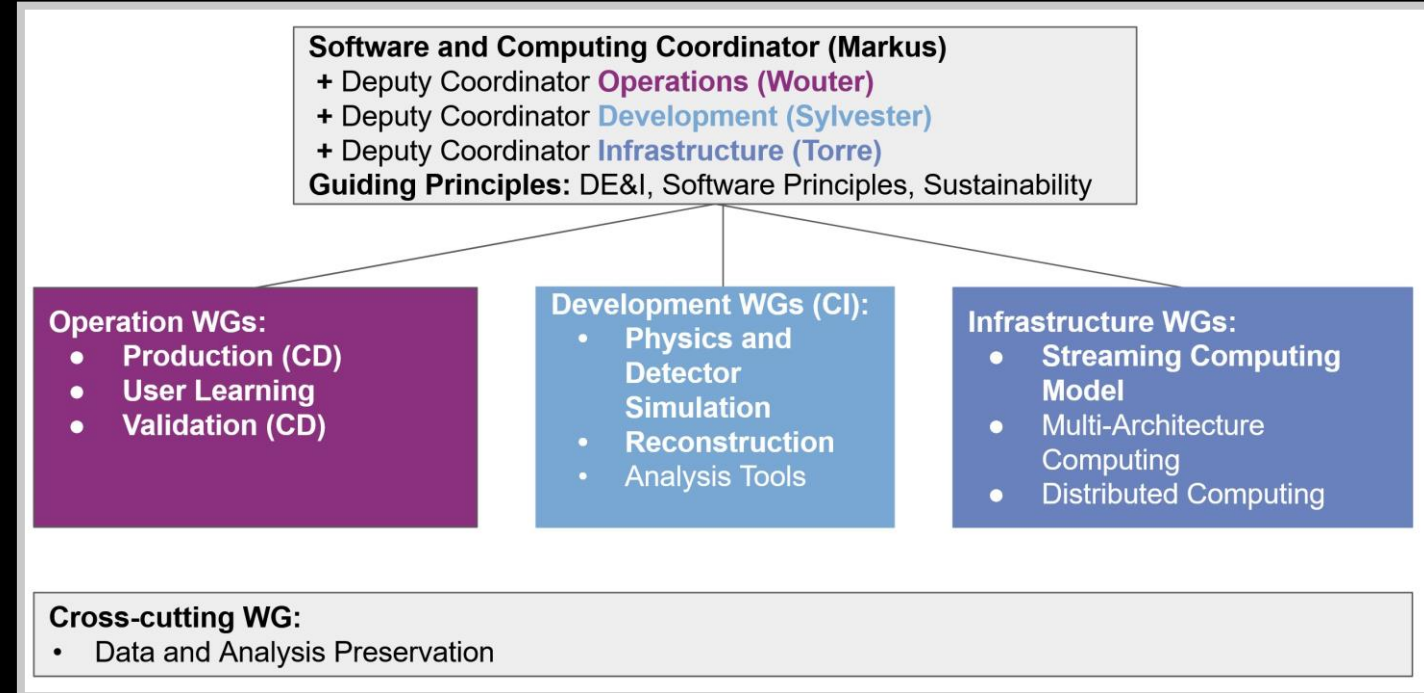 Software and Computing Coordinator (Markus)
+ Deputy Coordinator Operations (Wouter)
+ Deputy Coordinator Development (Sylvester)
+ Deputy Coordinator Infrastructure (Torre)
Guiding Principles: DE&I, Software Principles, Sustainability
Operation WGs:
● Production (CD)
● User Learning
● Validation (CD)
Development WGs (CI):
• Physics and
Detector
Simulation
• Reconstruction
• Analysis Tools
Infrastructure WGs:
● Streaming Computing
Model
● Multi-Architecture
Computing
● Distributed Computing
Cross-cutting WG:
• Data and Analysis Preservation